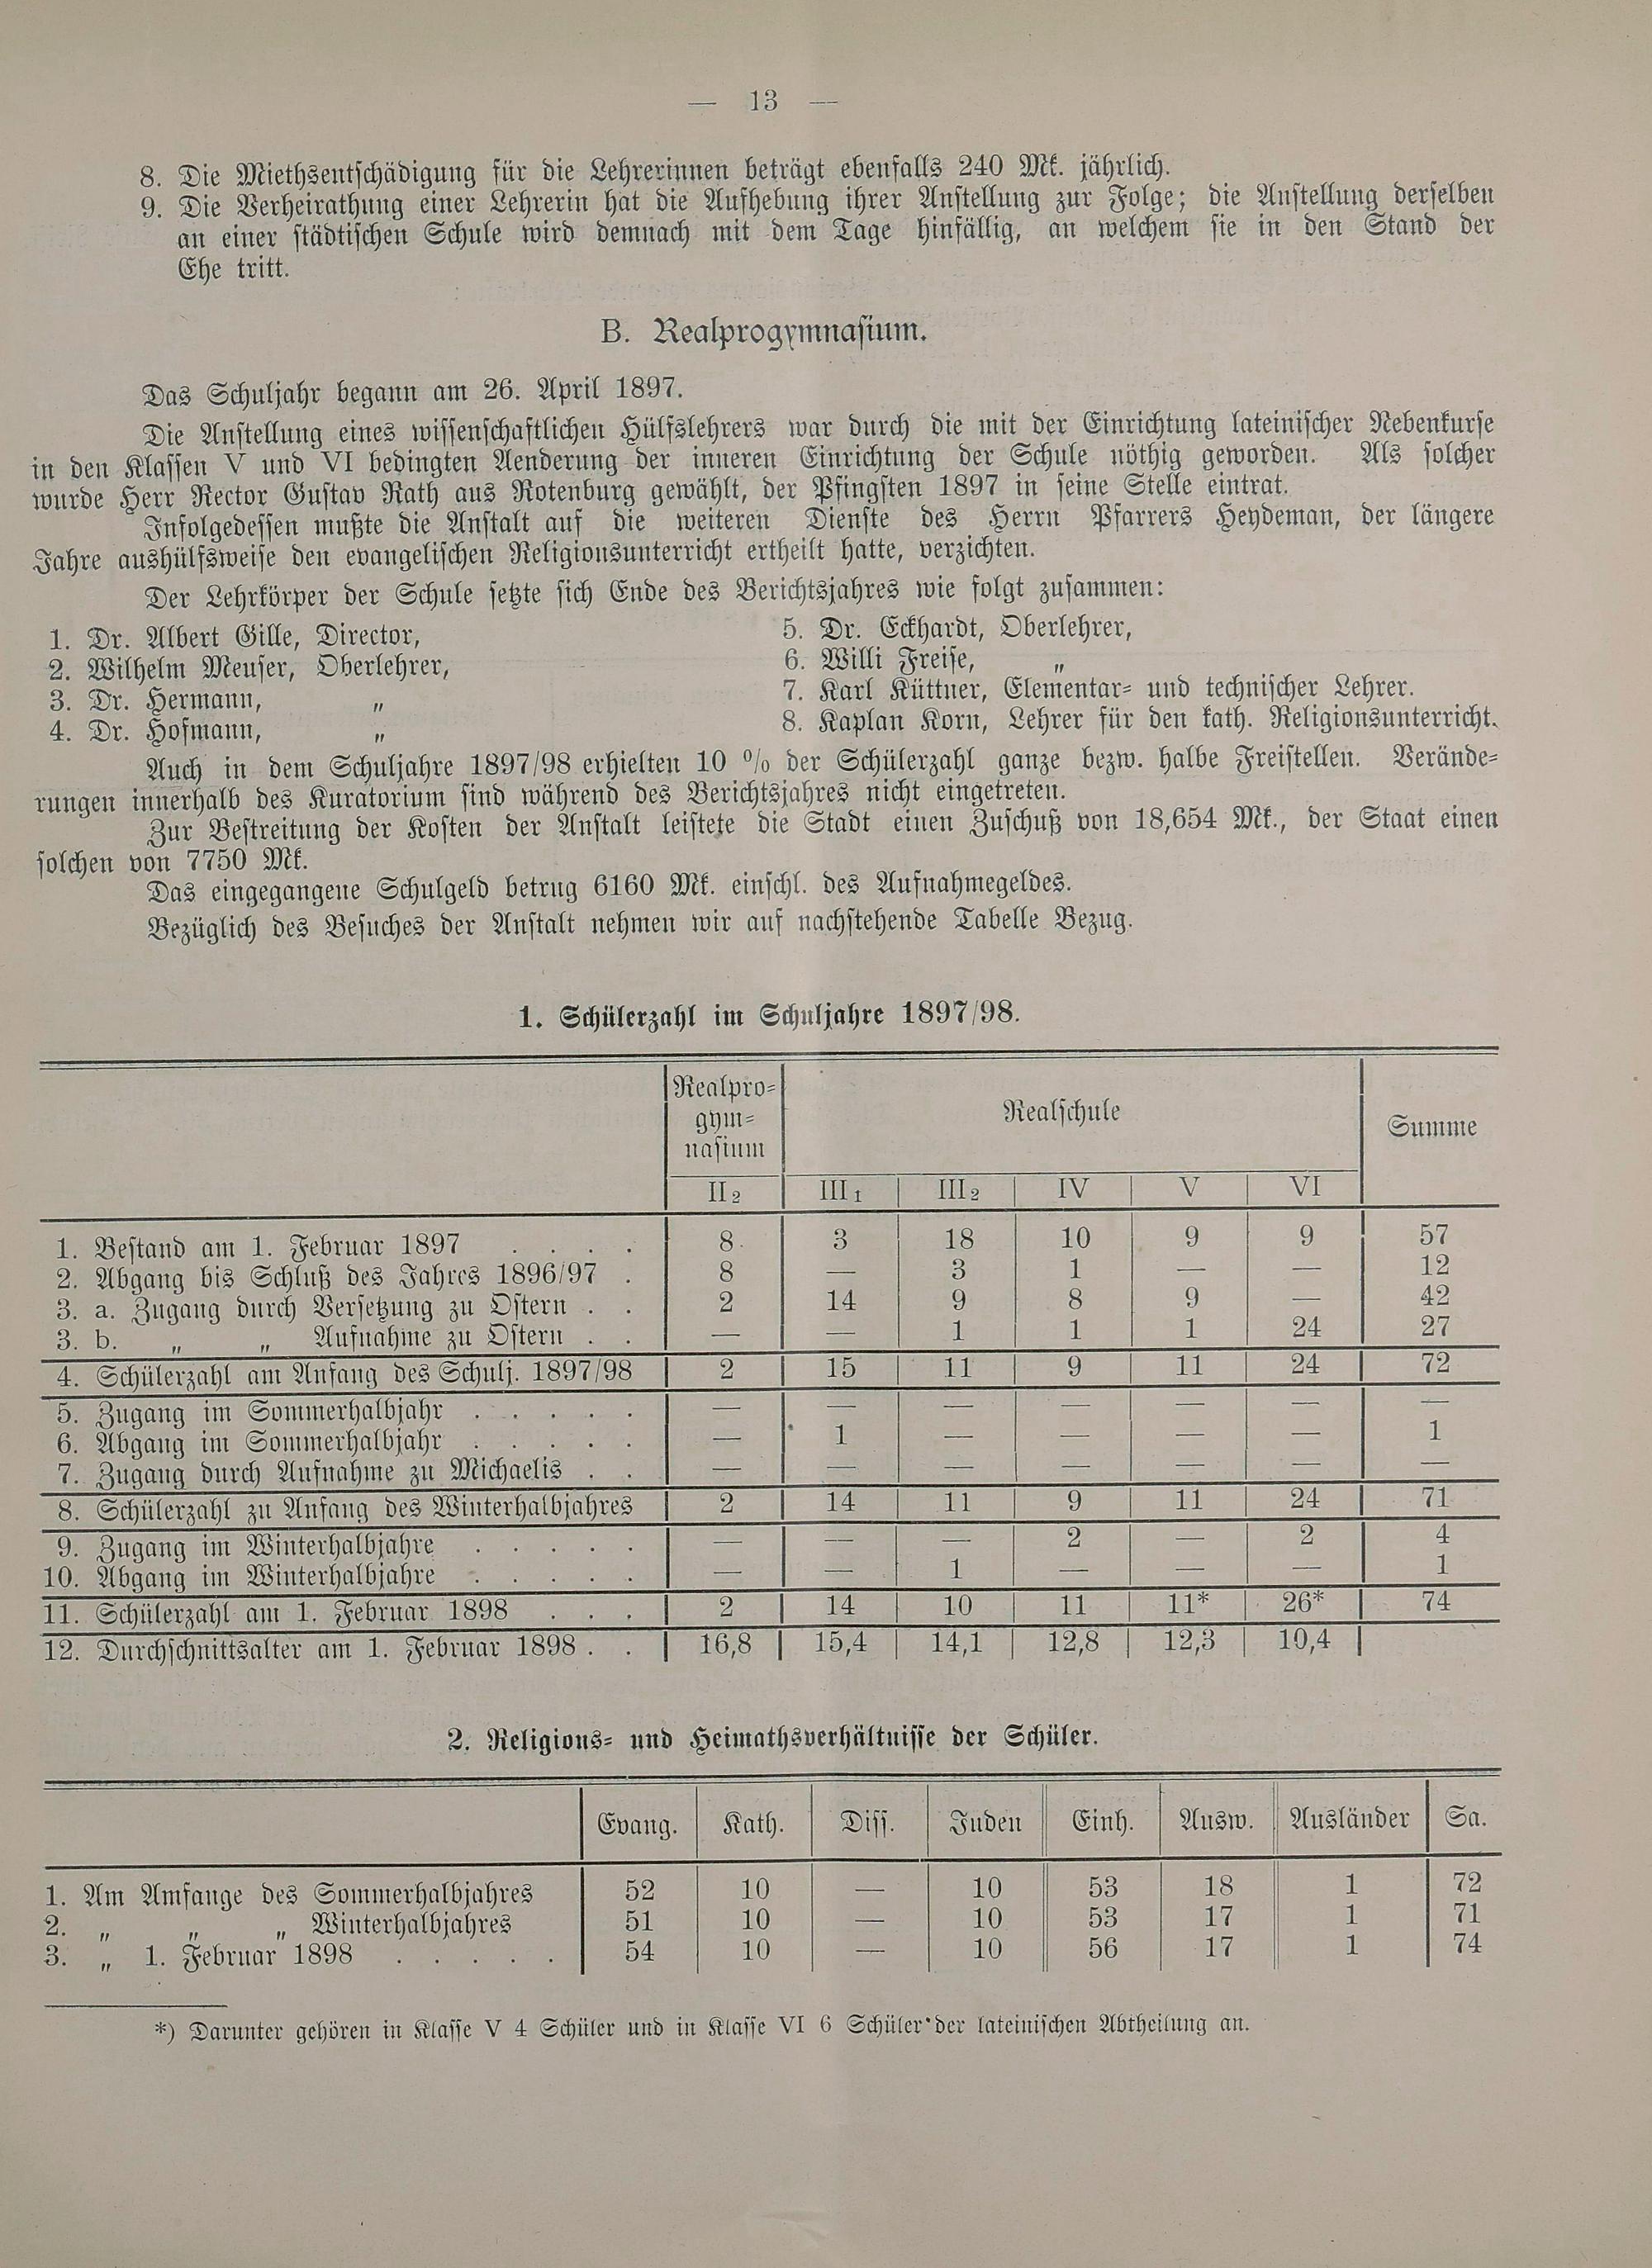 — 13 —
8. Die Miethsentschädigung für die Lehrerinnen beträgt ebenfalls 240 Mk. jährlich.
9. Die Verheirathung einer Lehrerin hat die Aufhebung ihrer Anstellung zur Folge; die Anstellung derselben
an einer städtischen Schule wird demnach mit dem Tage hinfällig, an welchem sie in den Stand der
Ehe tritt.
B. Realprogymnasium.
Das Schuljahr begann am 26. April 1897.
Die Anstellung eines wissenschaftlichen Hülfslehrers war durch die mit der Einrichtung lateinischer Nebenkurse
in den Klassen V und VI bedingten Aenderung der inneren Einrichtung der Schule nöthig geworden. Als solcher
wurde Herr Rector Gustav Rath aus Rotenburg gewählt, der Pfingsten 1897 in seine Stelle eintrat.
Infolgedessen mußte die Anstalt auf die weiteren Dienste des Herrn Pfarrers Heydeman, der längere
Jahre aushülfsweise den evangelischen Religionsunterricht ertheilt hatte, verzichten.
Der Lehrkörper der Schule setzte sich Ende des Berichtsjahres wie folgt zusammen:
1. Dr. Albert Gille, Director,
2. Wilhelm Meuser, Oberlehrer,
3. Dr. Hermann, „
4. Dr. Hofmann, „
5. Dr. Eckhardt, Oberlehrer,
6. Willi Freise, „
7. Karl Küttner, Elementar- und technischer Lehrer.
8. Kaplan Korn, Lehrer für den kath. Religionsunterricht.
Auch in dem Schuljahre 1897/98 erhielten 10 % der Schülerzahl ganze bezw. halbe Freistellen. Verände-
rungen innerhalb des Kuratorium sind während des Berichtsjahres nicht eingetreten.
Zur Bestreitung der Kosten der Anstalt leistete die Stadt einen Zuschuß von 18,654 Mk., der Staat einen
solchen von 7750 Mk.
Das eingegangene Schulgeld betrug 6160 Mk. einschl. des Aufnahmegeldes.
Bezüglich des Besuches der Anstalt nehmen wir auf nachstehende Tabelle Bezug.
1. Schülerzahl im Schuljahre 1897/98.
Realpro-
gym-
nasium
Realschule
Summe
II2 III1 III2 IV V VI
1. Bestand am 1. Februar 1897 . . . . 8 3 18 10 9 9 57
2. Abgang bis Schluß des Jahres 1896/97 . 8 — 3 1 — — 12
3. a. Zugang durch Versetzung zu Ostern . . 2 14 9 8 9 — 42
3. b. „ „ Aufnahme zu Ostern . . — — 1 1 1 24 27
4. Schülerzahl am Anfang des Schulj. 1897/98 2 15 11 9 11 24 72
5. Zugang im Sommerhalbjahr . . . . . — — — — — — —
6. Abgang im Sommerhalbjahr . . . . . — 1 — — — — 1
7. Zugang durch Aufnahme zu Michaelis . . — — — — — — —
8. Schülerzahl zu Anfang des Winterhalbjahres 2 14 11 9 11 24 71
9. Zugang im Winterhalbjahre . . . . . — — — 2 — 2 4
10. Abgang im Winterhalbjahre . . . . . — — 1 — — — 1
11. Schülerzahl am 1. Februar 1898 . . . 2 14 10 11 11* 26* 74
12. Durchschnittsalter am 1. Februar 1898 . . 16,8 15,4 14,1 12,8 12,3 10,4
2. Religions- und Heimathsverhältnisse der Schüler.
Evang. Kath. Diss. Juden Einh. Ausw. Ausländer Sa.
1. Am Amfange des Sommerhalbjahres 52 10 — 10 53 18 1 72
2. „ „ „ Winterhalbjahres 51 10 — 10 53 17 1 71
3. „ 1. Februar 1898 . . . . . 54 10 — 10 56 17 1 74
*) Darunter gehören in Klasse V 4 Schüler und in Klasse VI 6 Schüler der lateinischen Abtheilung an.